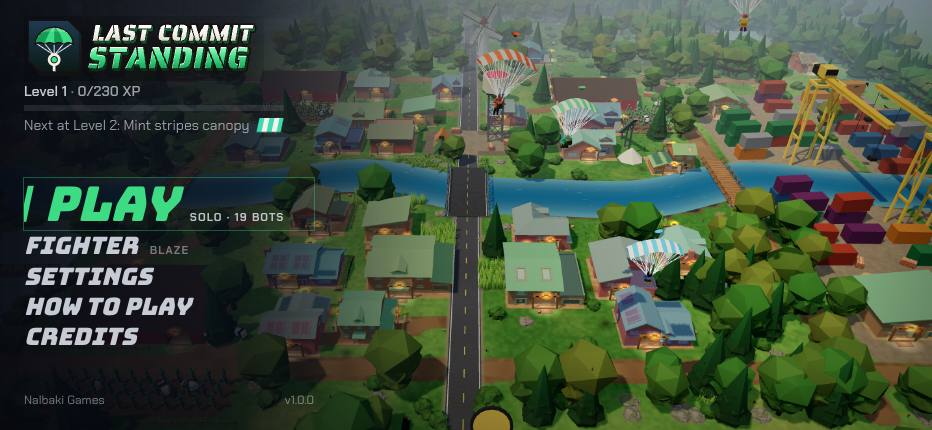 LAST COMMIT
STANDING
Level 1 · 0/230 XP
Next at Level 2: Mint stripes canopy
PLAY SOLO · 19 BOTS
FIGHTER BLAZE
SETTINGS
HOW TO PLAY
CREDITS
Nalbaki Games v1.0.0